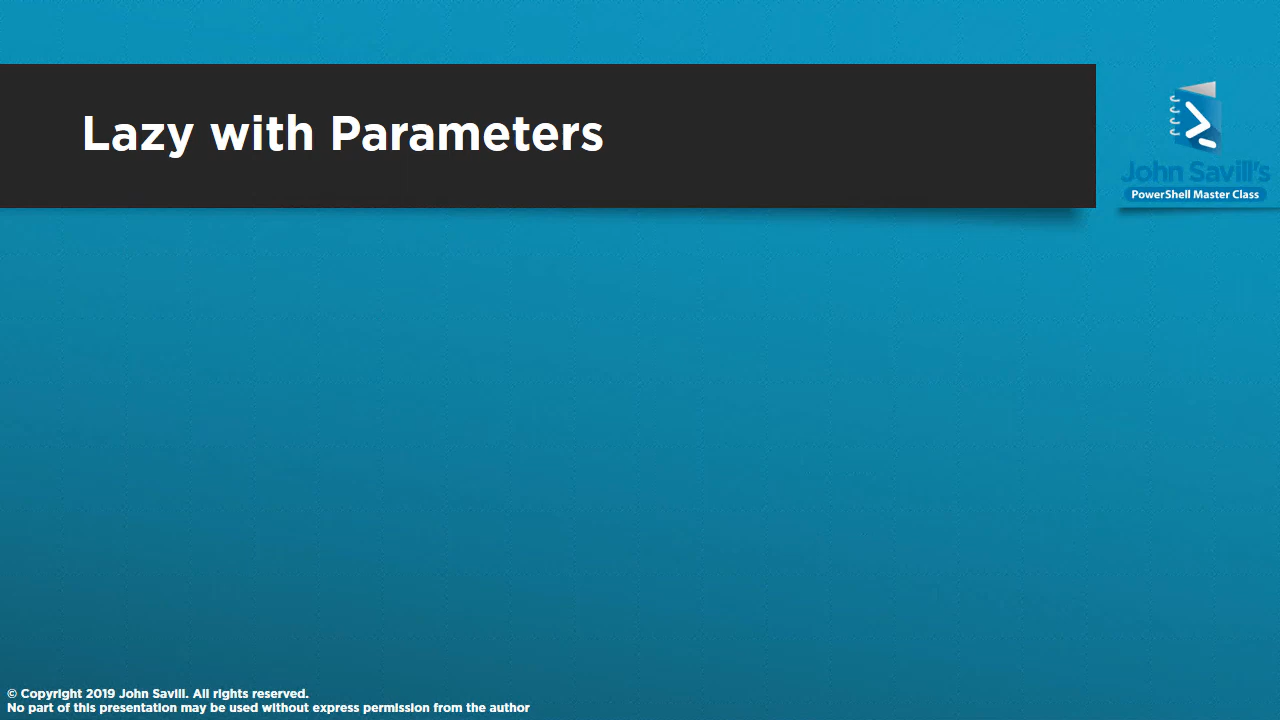 Lazy with Parameters
John Savill's
PowerShell Master Class
© Copyright 2019 John Savill. All rights reserved.
No part of this presentation may be used without express permission from the author